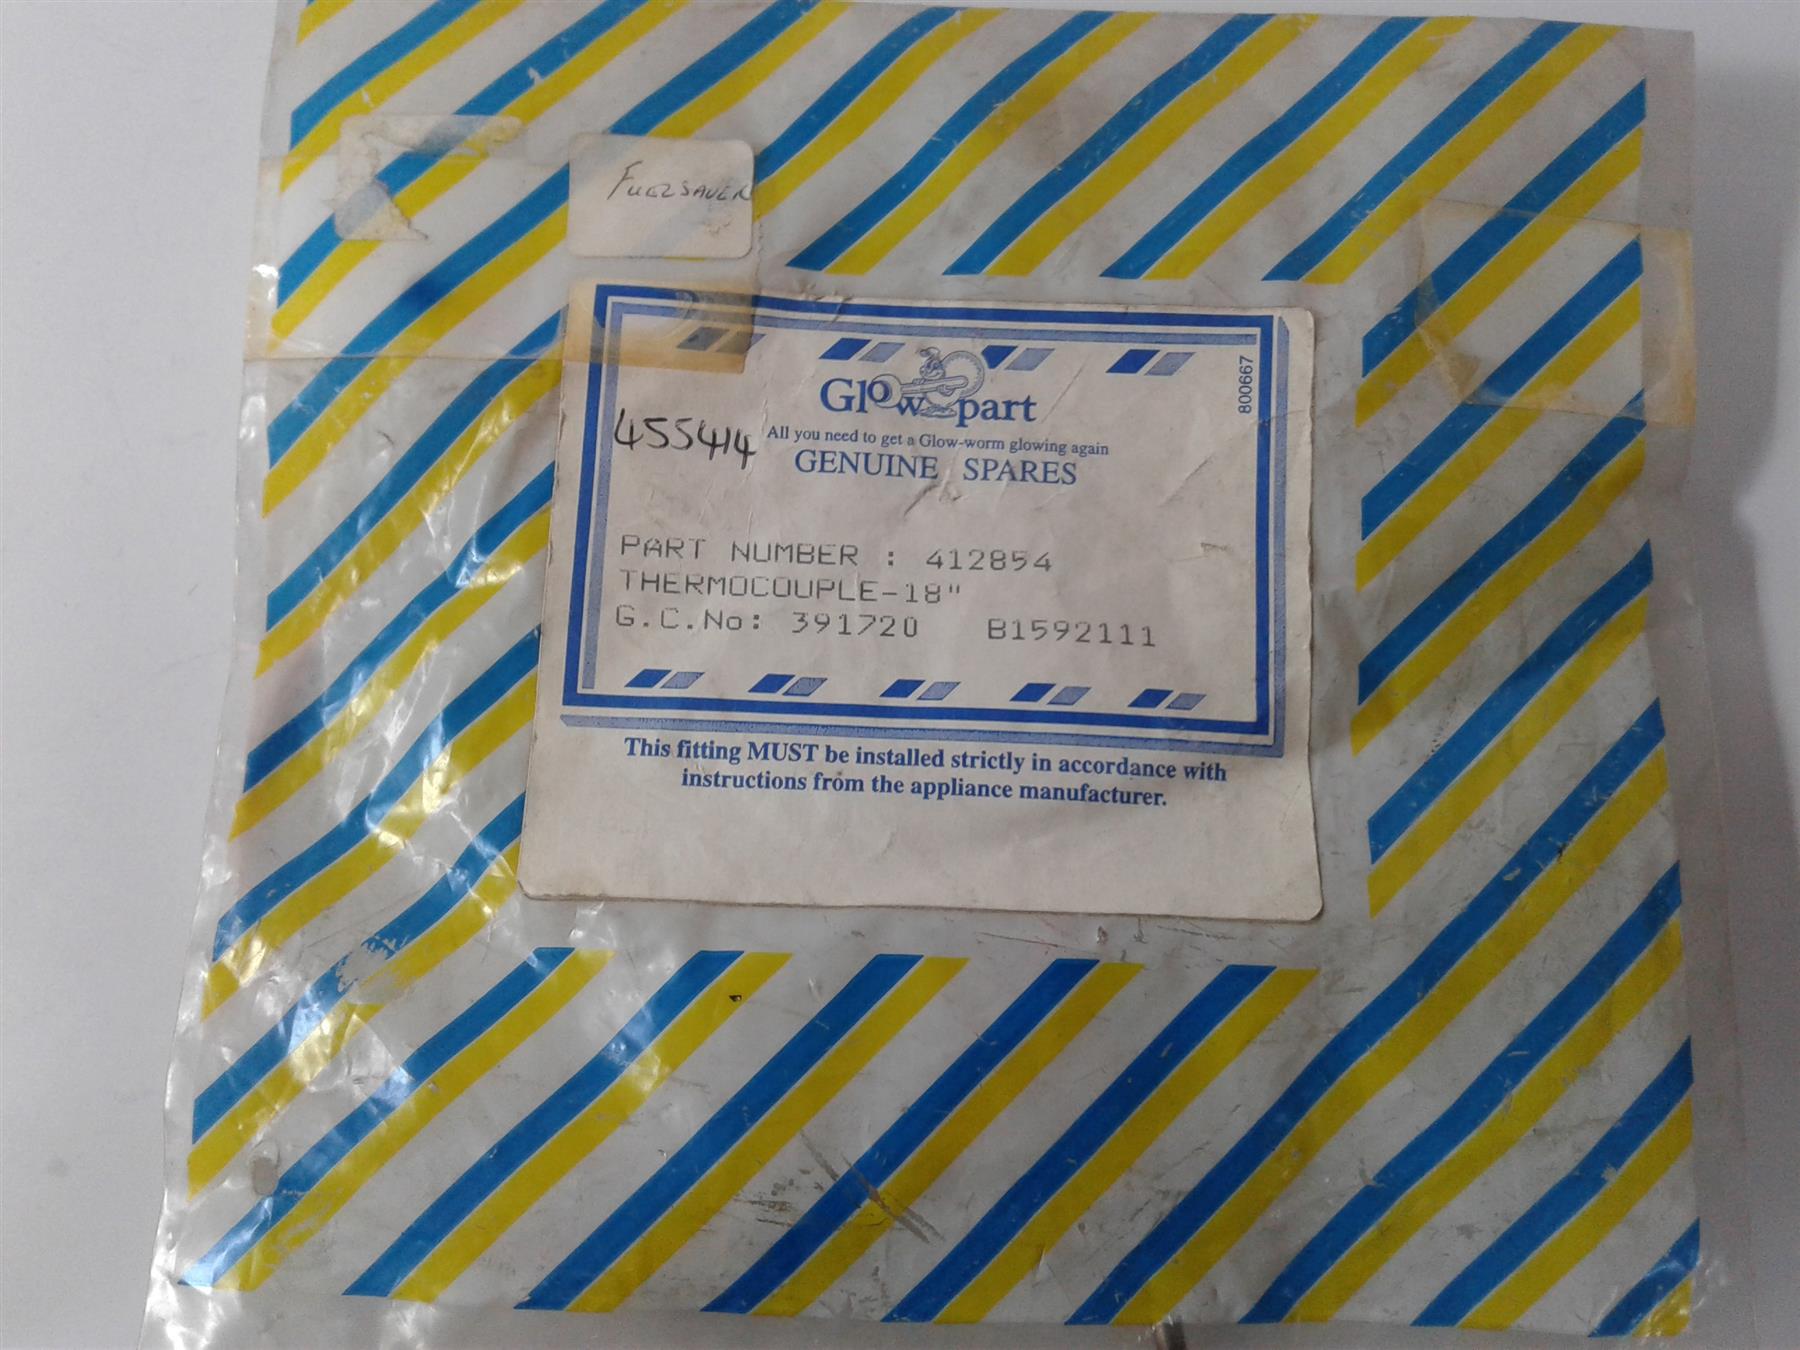 FUELSAVER
Glow part
800667
455414
All you need to get a Glow-worm glowing again
GENUINE SPARES
PART NUMBER : 412854
THERMOCOUPLE-18"
G.C.No: 391720 B1592111
This fitting MUST be installed strictly in accordance with
instructions from the appliance manufacturer.